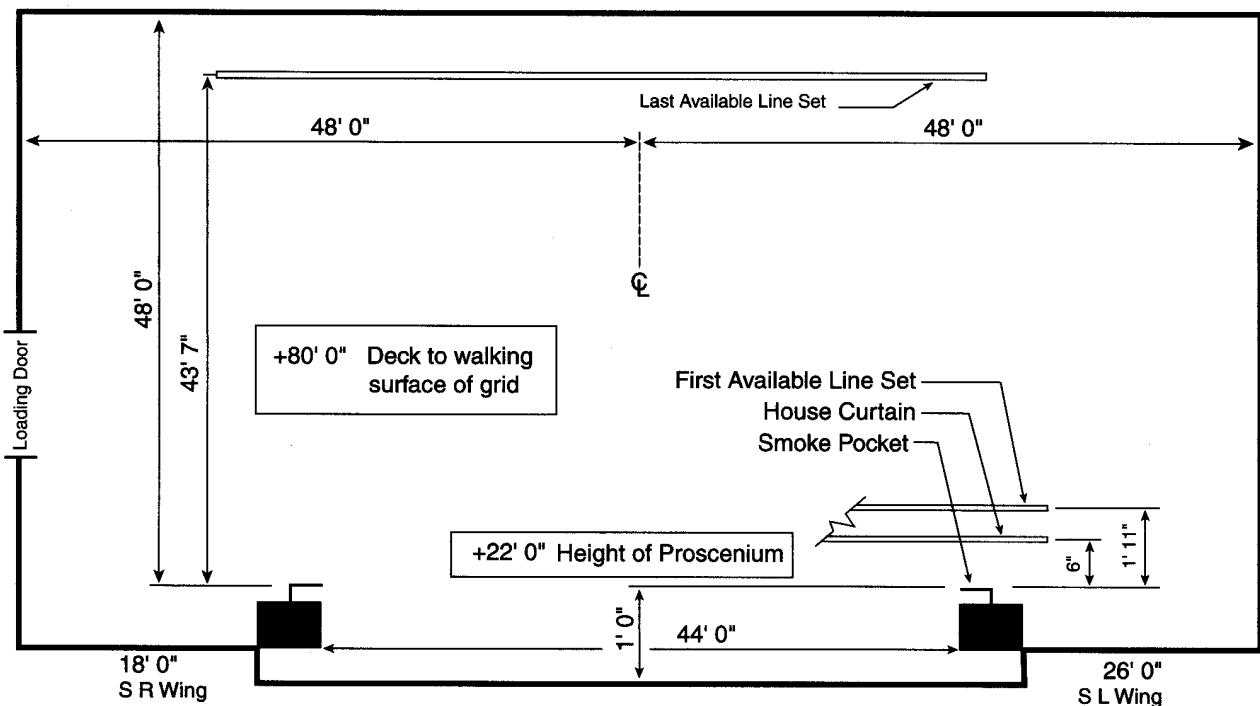 Last Available Line Set
48' 0"
48' 0"
℄
48' 0"
43' 7"
+80' 0" Deck to walking
surface of grid
Loading Door
First Available Line Set
House Curtain
Smoke Pocket
+22' 0" Height of Proscenium
6"
1' 11"
1' 0"
44' 0"
18' 0"
S R Wing
26' 0"
S L Wing